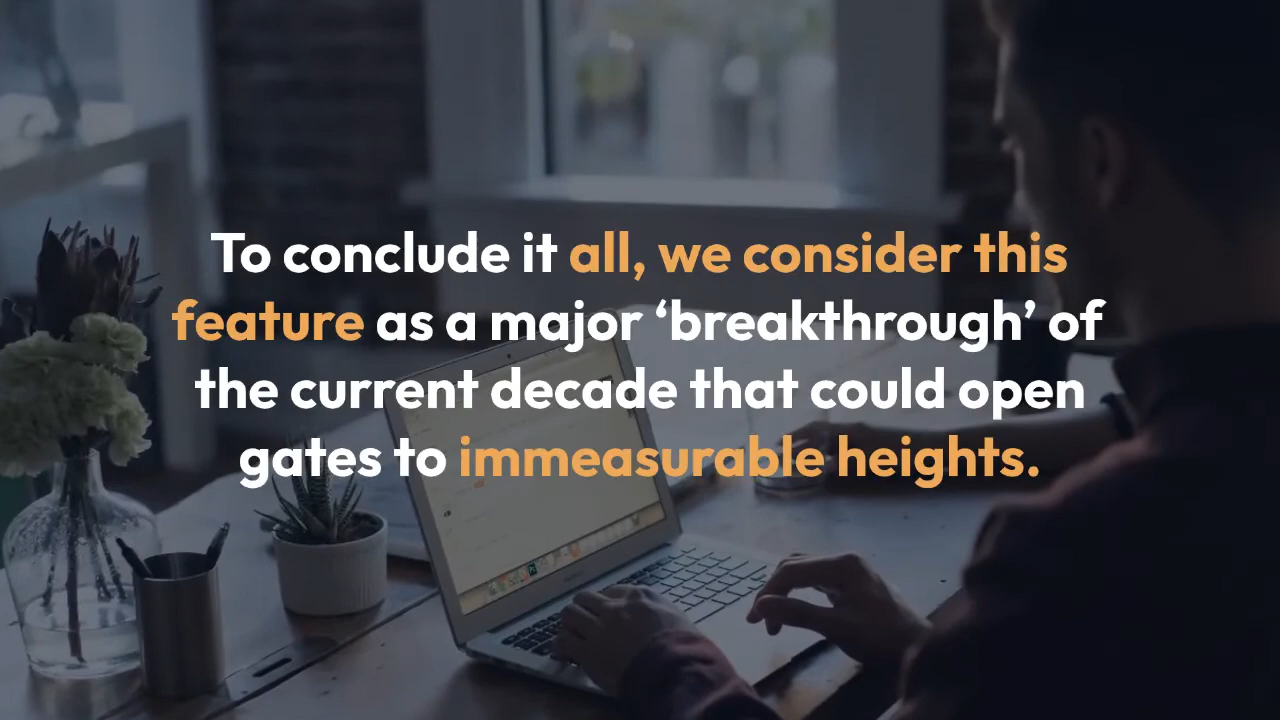 To conclude it all, we consider this
feature as a major ‘breakthrough’ of
the current decade that could open
gates to immeasurable heights.